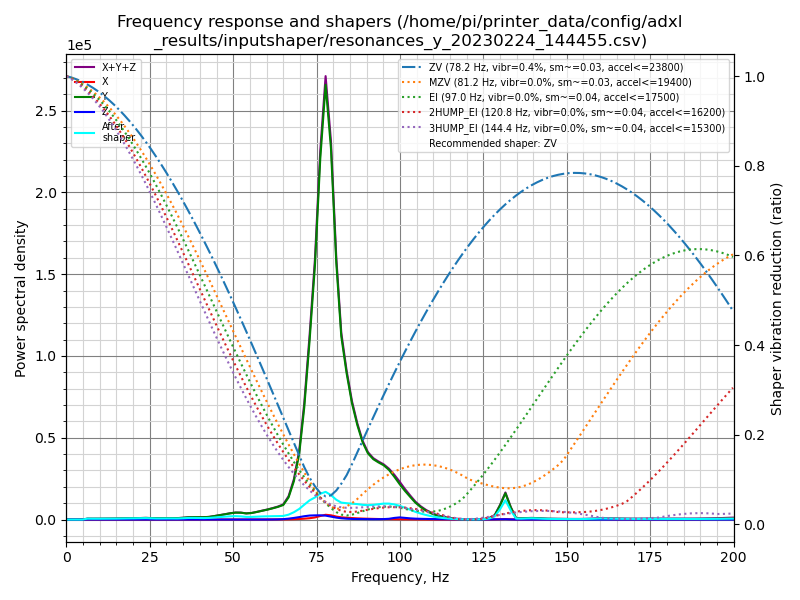 Frequency response and shapers (/home/pi/printer_data/config/adxl
_results/inputshaper/resonances_y_20230224_144455.csv)
1e5
X+Y+Z
X
Y
Z
After
shaper
ZV (78.2 Hz, vibr=0.4%, sm~=0.03, accel<=23800)
MZV (81.2 Hz, vibr=0.0%, sm~=0.03, accel<=19400)
EI (97.0 Hz, vibr=0.0%, sm~=0.04, accel<=17500)
2HUMP_EI (120.8 Hz, vibr=0.0%, sm~=0.04, accel<=16200)
3HUMP_EI (144.4 Hz, vibr=0.0%, sm~=0.04, accel<=15300)
Recommended shaper: ZV
2.5
2.0
1.5
1.0
0.5
0.0
Power spectral density
1.0
0.8
0.6
0.4
0.2
0.0
Shaper vibration reduction (ratio)
0 25 50 75 100 125 150 175 200
Frequency, Hz